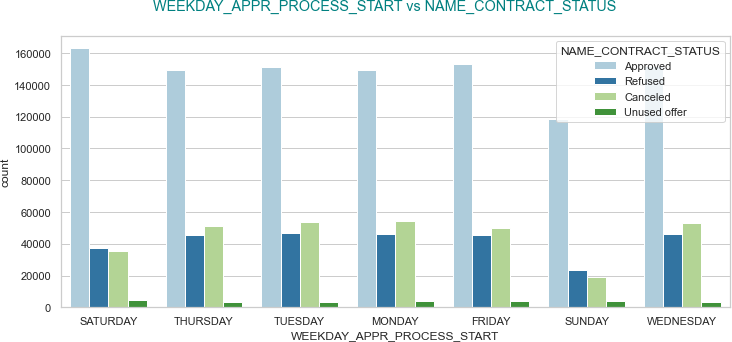 WEEKDAY_APPR_PROCESS_START vs NAME_CONTRACT_STATUS
NAME_CONTRACT_STATUS
Approved
Refused
Canceled
Unused offer
count
160000
140000
120000
100000
80000
60000
40000
20000
0
SATURDAY THURSDAY TUESDAY MONDAY FRIDAY SUNDAY WEDNESDAY
WEEKDAY_APPR_PROCESS_START